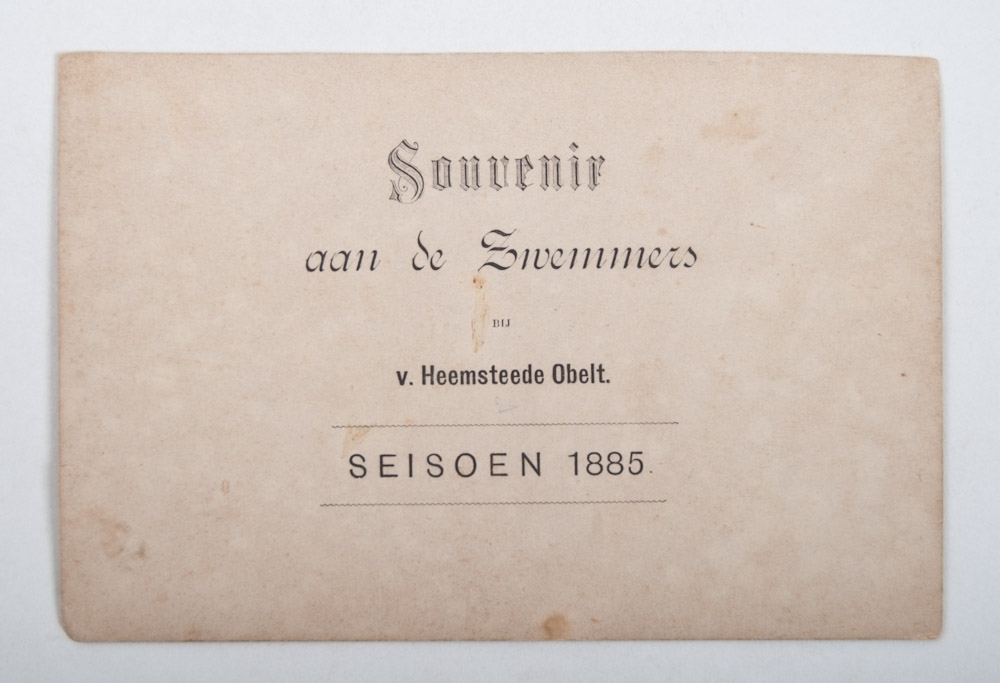 Souvenir
aan de Zwemmers
BIJ
v. Heemsteede Obelt.
SEISOEN 1885.